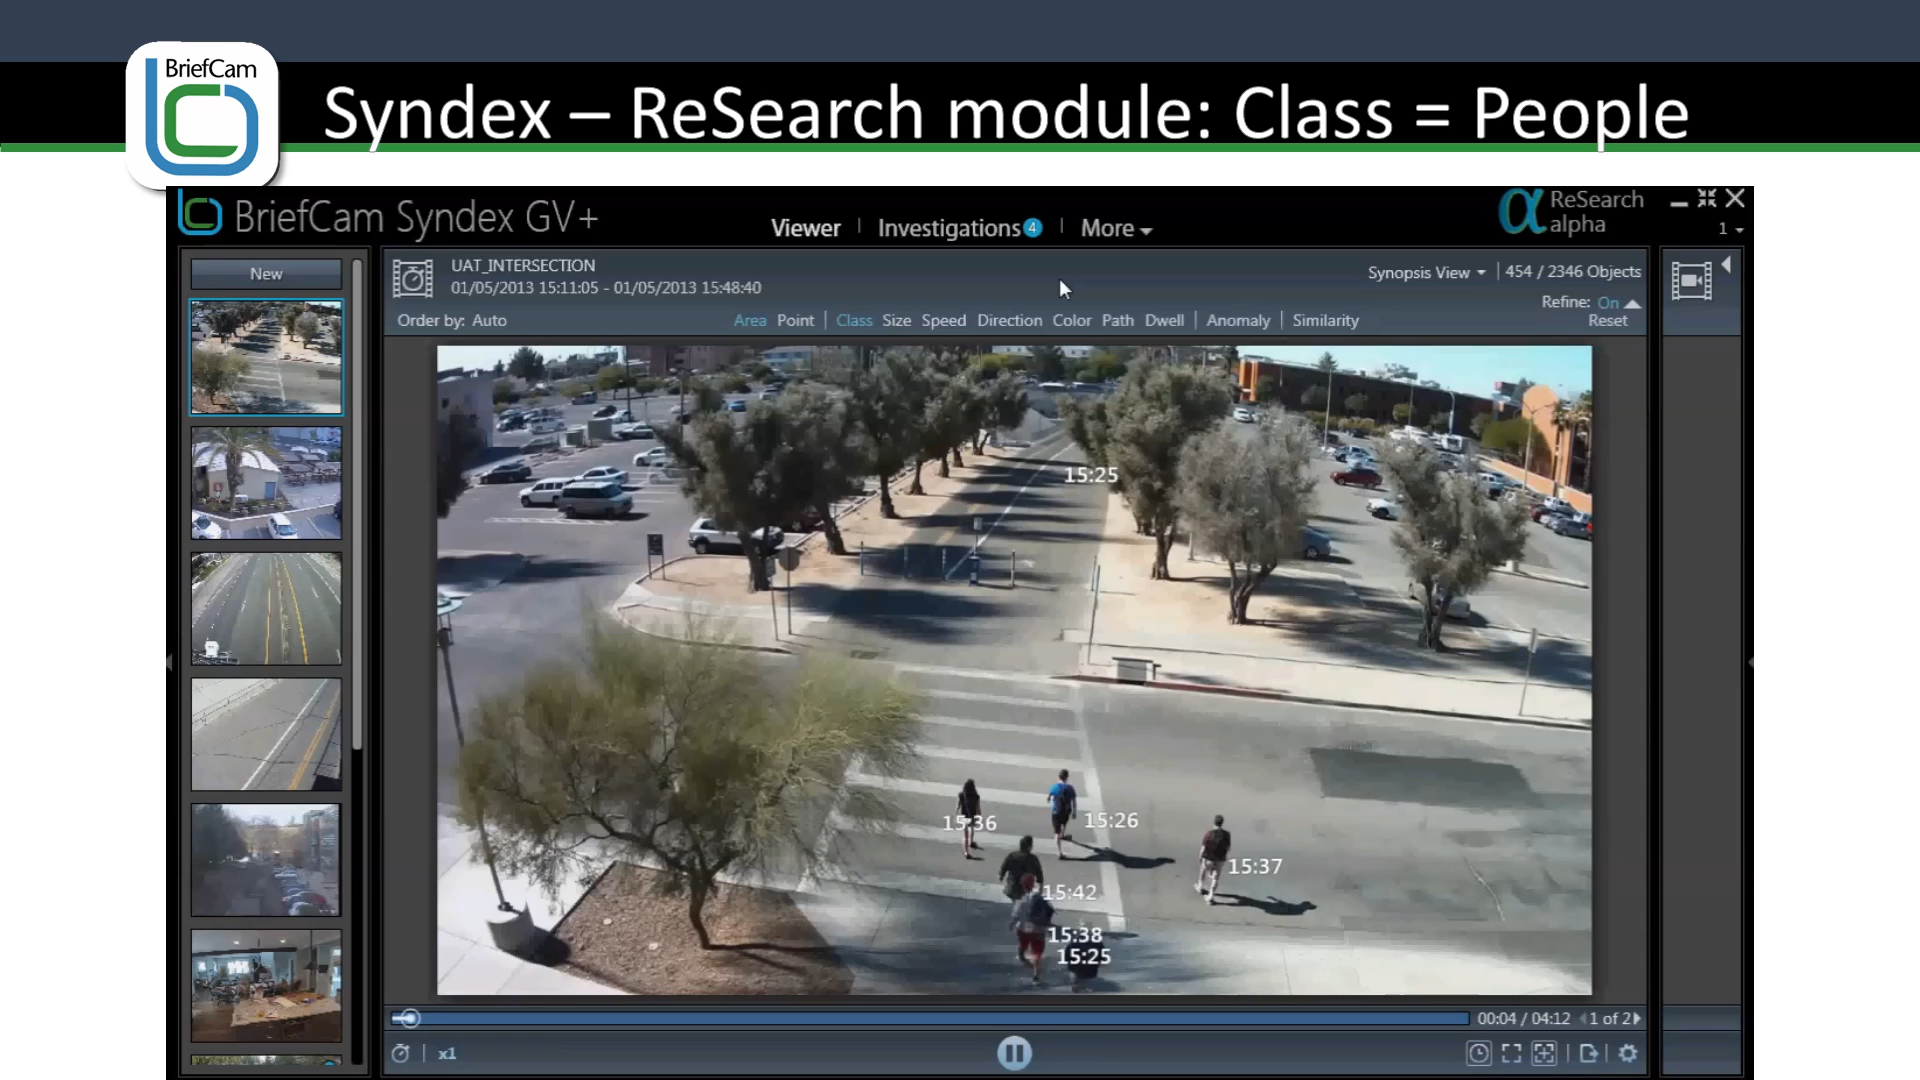 BriefCam
Syndex – ReSearch module: Class = People
BriefCam Syndex GV+
Viewer | Investigations 4 | More
ReSearch
alpha
1
New
UAT_INTERSECTION
01/05/2013 15:11:05 - 01/05/2013 15:48:40
Synopsis View | 454 / 2346 Objects
Refine: On
Reset
Order by: Auto
Area Point | Class Size Speed Direction Color Path Dwell | Anomaly | Similarity
15:25
15:36
15:26
15:37
15:42
15:38
15:25
00:04 / 04:12 1 of 2
x1